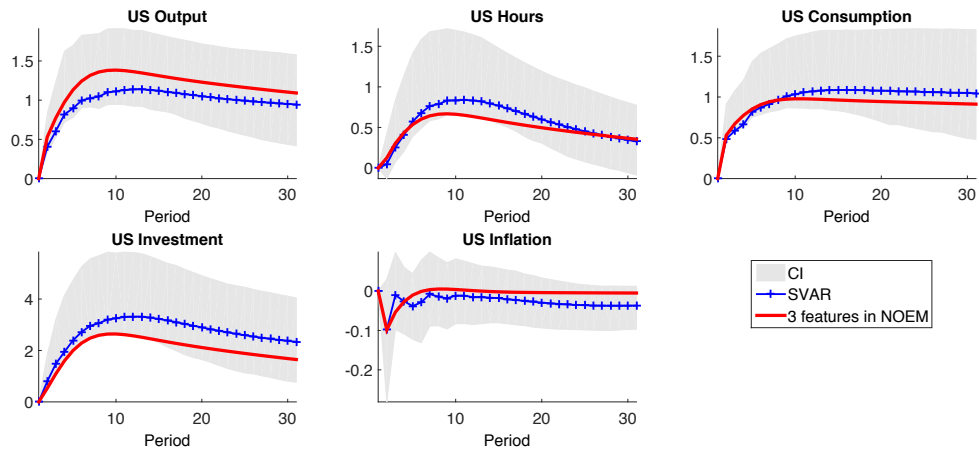 US Output
US Hours
US Consumption
1.5
1
0.5
0
10
20
30
Period
1.5
1
0.5
0
10
20
30
Period
1.5
1
0.5
0
10
20
30
Period
US Investment
US Inflation
4
2
0
10
20
30
Period
0
-0.1
-0.2
10
20
30
Period
CI
SVAR
3 features in NOEM